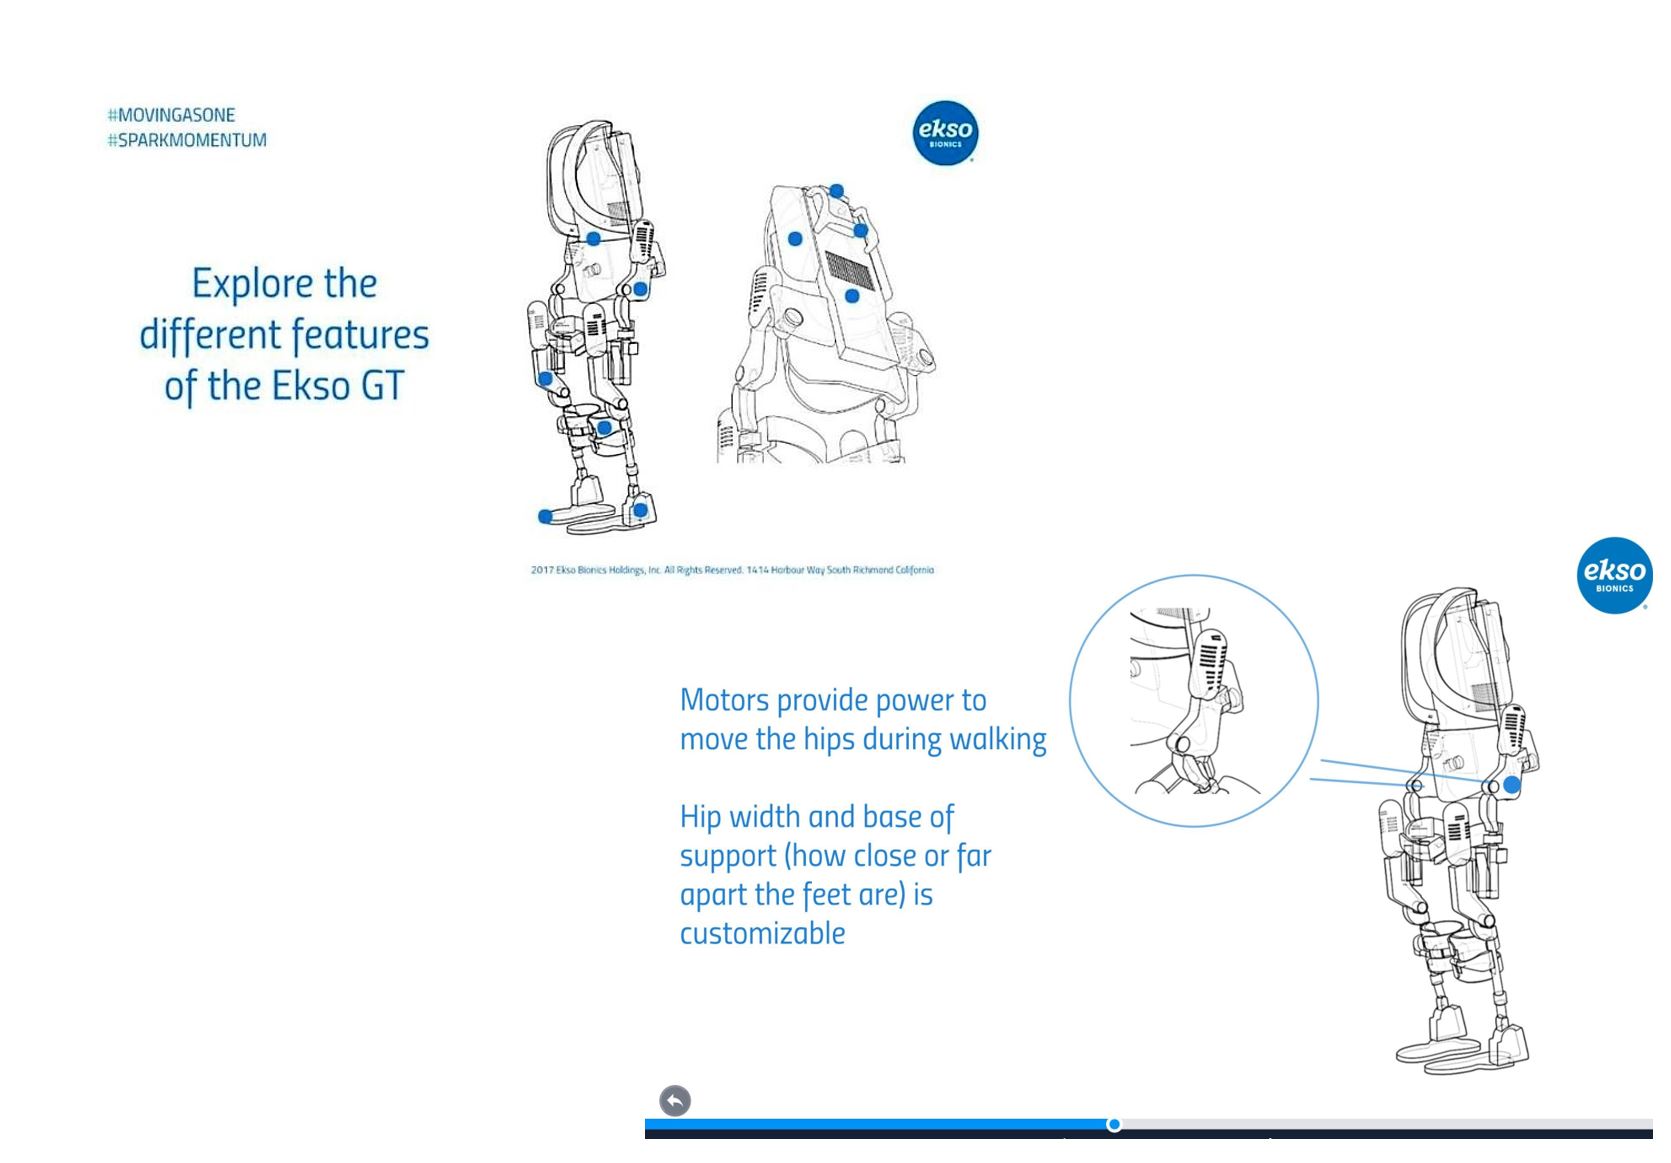 #MOVINGASONE
#SPARKMOMENTUM
ekso
BIONICS
Explore the
different features
of the Ekso GT
2017 Ekso Bionics Holdings, Inc. All Rights Reserved. 1414 Harbour Way South Richmond California
ekso
BIONICS
Motors provide power to
move the hips during walking
Hip width and base of
support (how close or far
apart the feet are) is
customizable